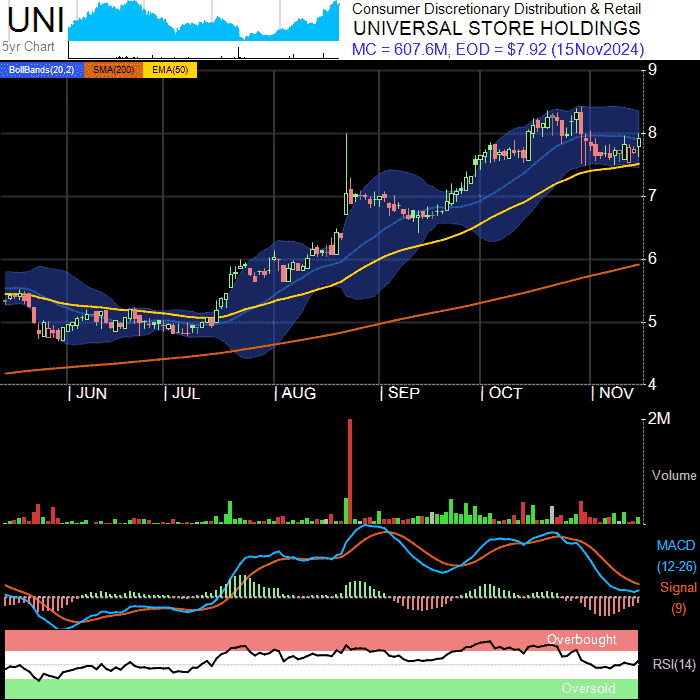 UNI
5yr Chart
Consumer Discretionary Distribution & Retail
UNIVERSAL STORE HOLDINGS
MC = 607.6M, EOD = $7.92 (15Nov2024)
BollBands(20,2) SMA(200) EMA(50)
9
8
7
6
5
4
JUN JUL AUG SEP OCT NOV
2M
Volume
MACD
(12-26)
Signal
(9)
Overbought
RSI(14)
Oversold